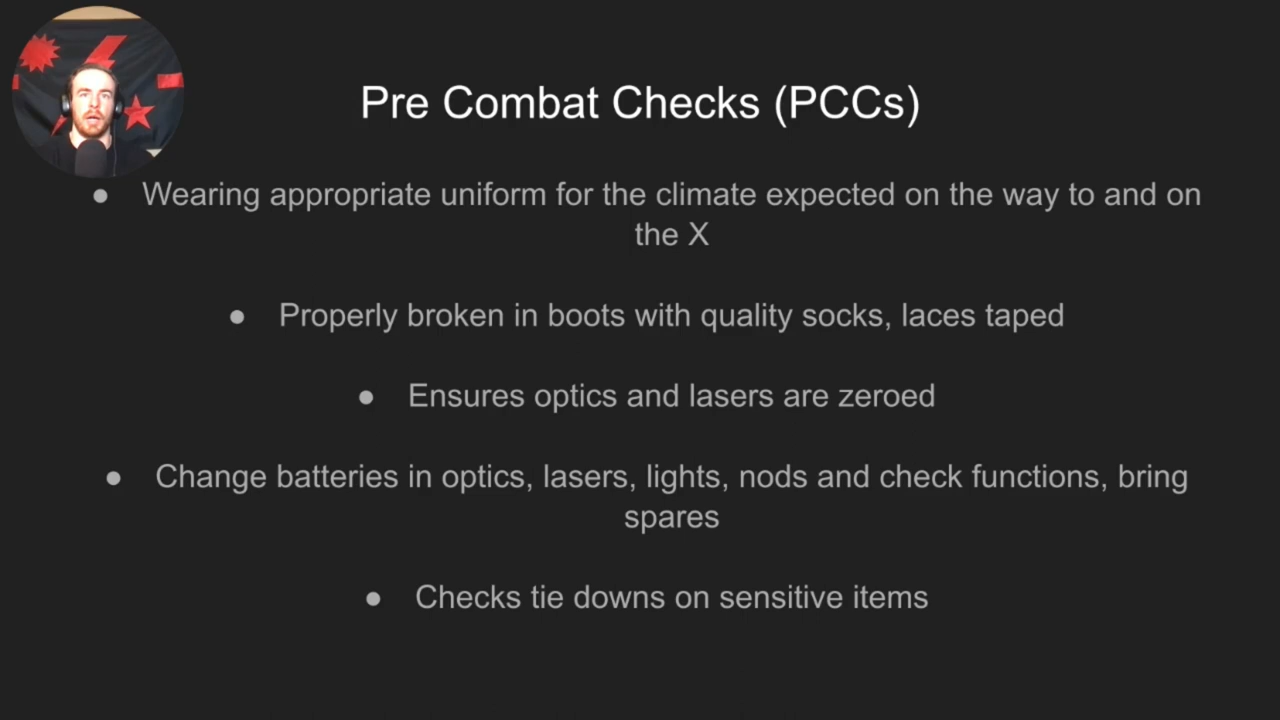 Pre Combat Checks (PCCs)
● Wearing appropriate uniform for the climate expected on the way to and on
the X
● Properly broken in boots with quality socks, laces taped
● Ensures optics and lasers are zeroed
● Change batteries in optics, lasers, lights, nods and check functions, bring
spares
● Checks tie downs on sensitive items